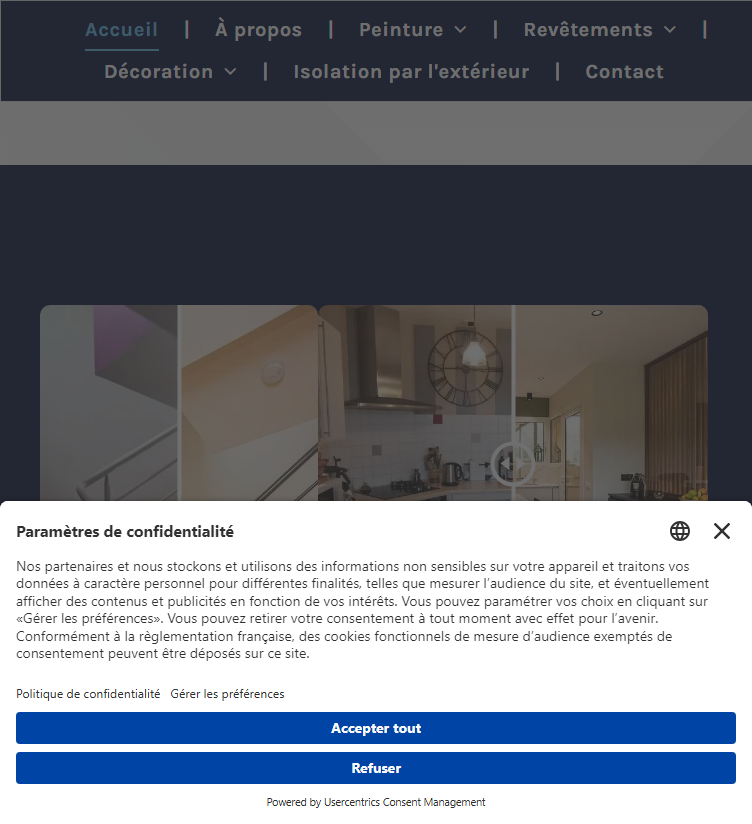 Accueil | À propos | Peinture | Revêtements |
Décoration | Isolation par l'extérieur | Contact
Paramètres de confidentialité
Nos partenaires et nous stockons et utilisons des informations non sensibles sur votre appareil et traitons vos
données à caractère personnel pour différentes finalités, telles que mesurer l’audience du site, et éventuellement
afficher des contenus et publicités en fonction de vos intérêts. Vous pouvez paramétrer vos choix en cliquant sur
«Gérer les préférences». Vous pouvez retirer votre consentement à tout moment avec effet pour l’avenir.
Conformément à la règlementation française, des cookies fonctionnels de mesure d’audience exemptés de
consentement peuvent être déposés sur ce site.
Politique de confidentialité Gérer les préférences
Accepter tout
Refuser
Powered by Usercentrics Consent Management